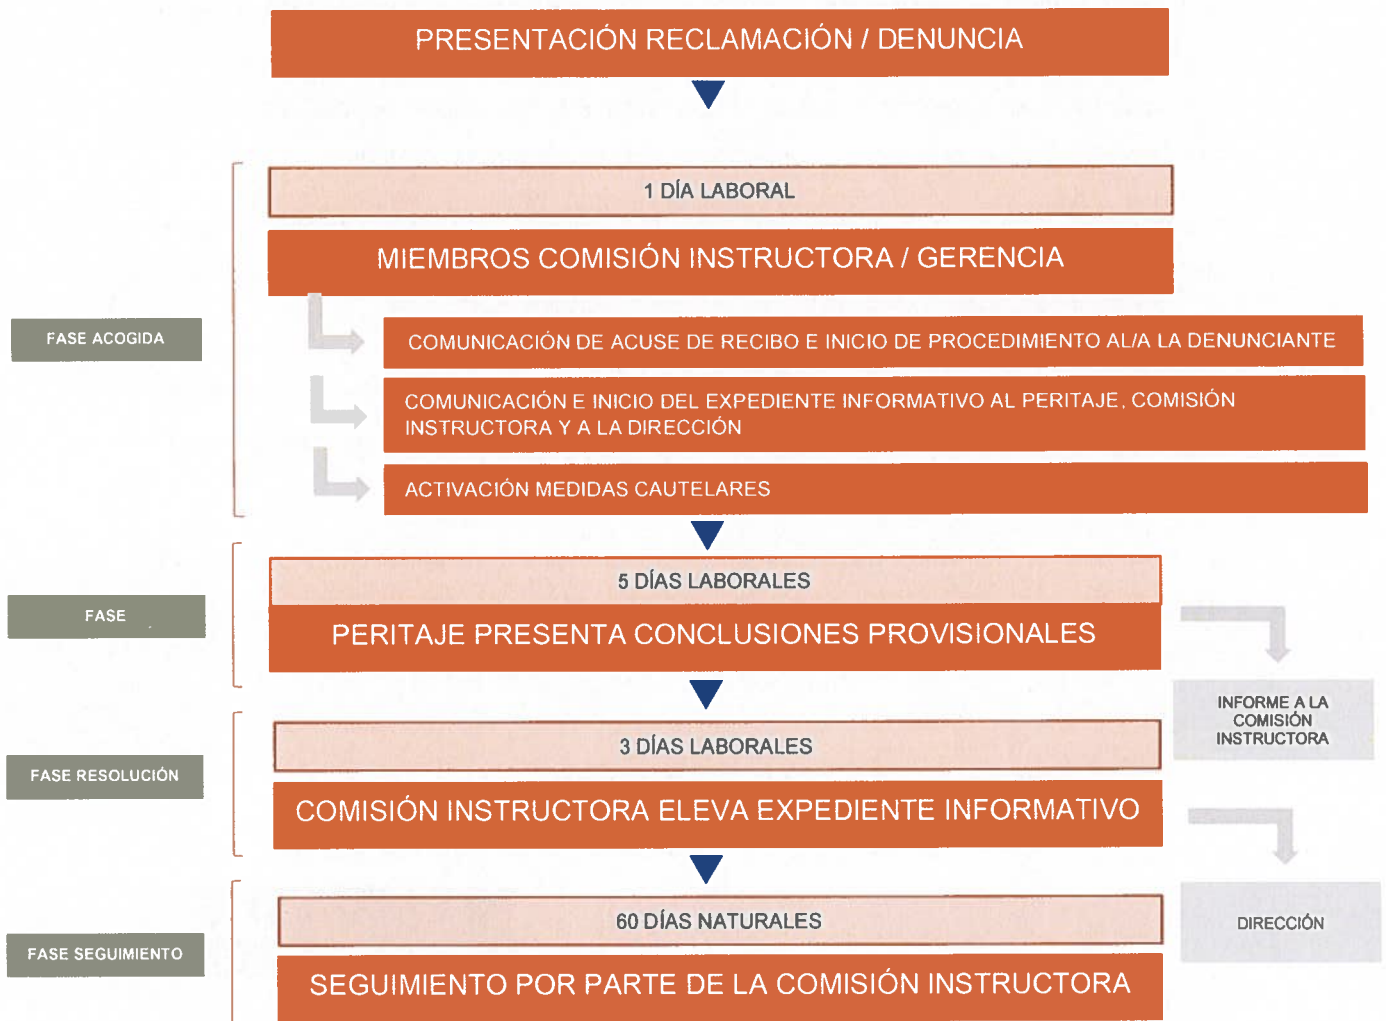 PRESENTACIÓN RECLAMACIÓN / DENUNCIA
1 DÍA LABORAL
MIEMBROS COMISIÓN INSTRUCTORA / GERENCIA
FASE ACOGIDA
COMUNICACIÓN DE ACUSE DE RECIBO E INICIO DE PROCEDIMIENTO AL/A LA DENUNCIANTE
COMUNICACIÓN E INICIO DEL EXPEDIENTE INFORMATIVO AL PERITAJE, COMISIÓN
INSTRUCTORA Y A LA DIRECCIÓN
ACTIVACIÓN MEDIDAS CAUTELARES
5 DÍAS LABORALES
FASE
PERITAJE PRESENTA CONCLUSIONES PROVISIONALES
INFORME A LA
COMISIÓN
INSTRUCTORA
3 DÍAS LABORALES
FASE RESOLUCIÓN
COMISIÓN INSTRUCTORA ELEVA EXPEDIENTE INFORMATIVO
60 DÍAS NATURALES
DIRECCIÓN
FASE SEGUIMIENTO
SEGUIMIENTO POR PARTE DE LA COMISIÓN INSTRUCTORA